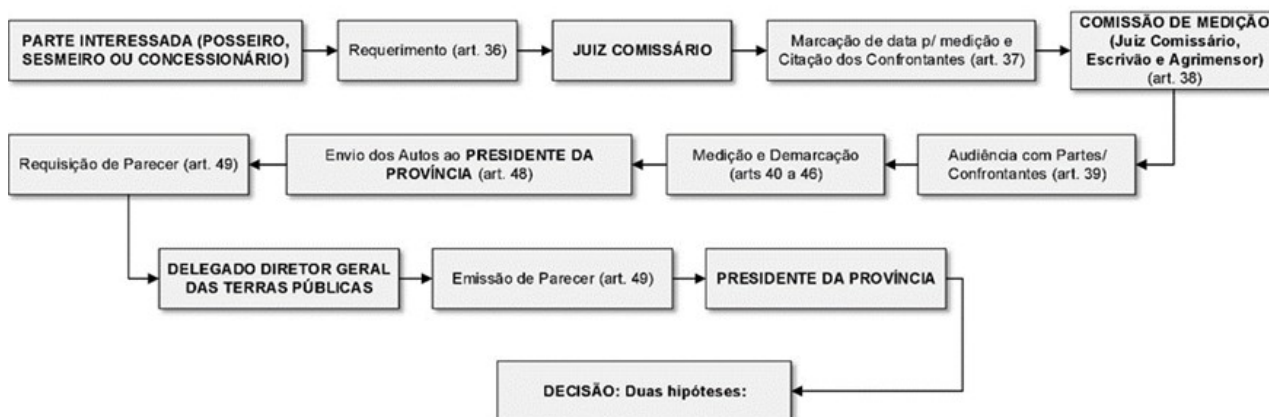 PARTE INTERESSADA (POSSEIRO,
SESMEIRO OU CONCESSIONÁRIO)
Requerimento (art. 36)
JUIZ COMISSÁRIO
Marcação de data p/ medição e
Citação dos Confrontantes (art. 37)
COMISSÃO DE MEDIÇÃO
(Juiz Comissário,
Escrivão e Agrimensor)
(art. 38)
Audiência com Partes/
Confrontantes (art. 39)
Medição e Demarcação
(arts 40 a 46)
Envio dos Autos ao PRESIDENTE DA
PROVÍNCIA (art. 48)
Requisição de Parecer (art. 49)
DELEGADO DIRETOR GERAL
DAS TERRAS PÚBLICAS
Emissão de Parecer (art. 49)
PRESIDENTE DA PROVÍNCIA
DECISÃO: Duas hipóteses: